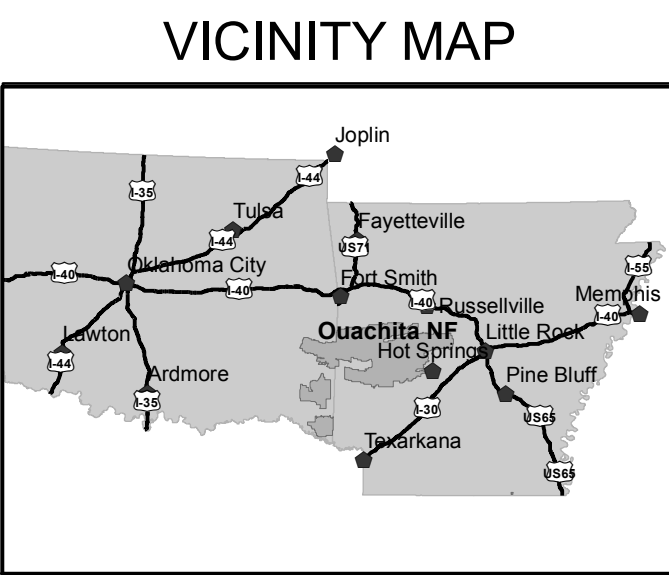 VICINITY MAP
Joplin
I-44
I-35
Tulsa
Fayetteville
I-44
US71
Oklahoma City
I-55
I-40
Fort Smith
I-40
Memphis
I-40
Russellville
I-40
Lawton
Ouachita NF
Little Rock
Hot Springs
I-44
Ardmore
Pine Bluff
I-35
I-30
US65
Texarkana
US65